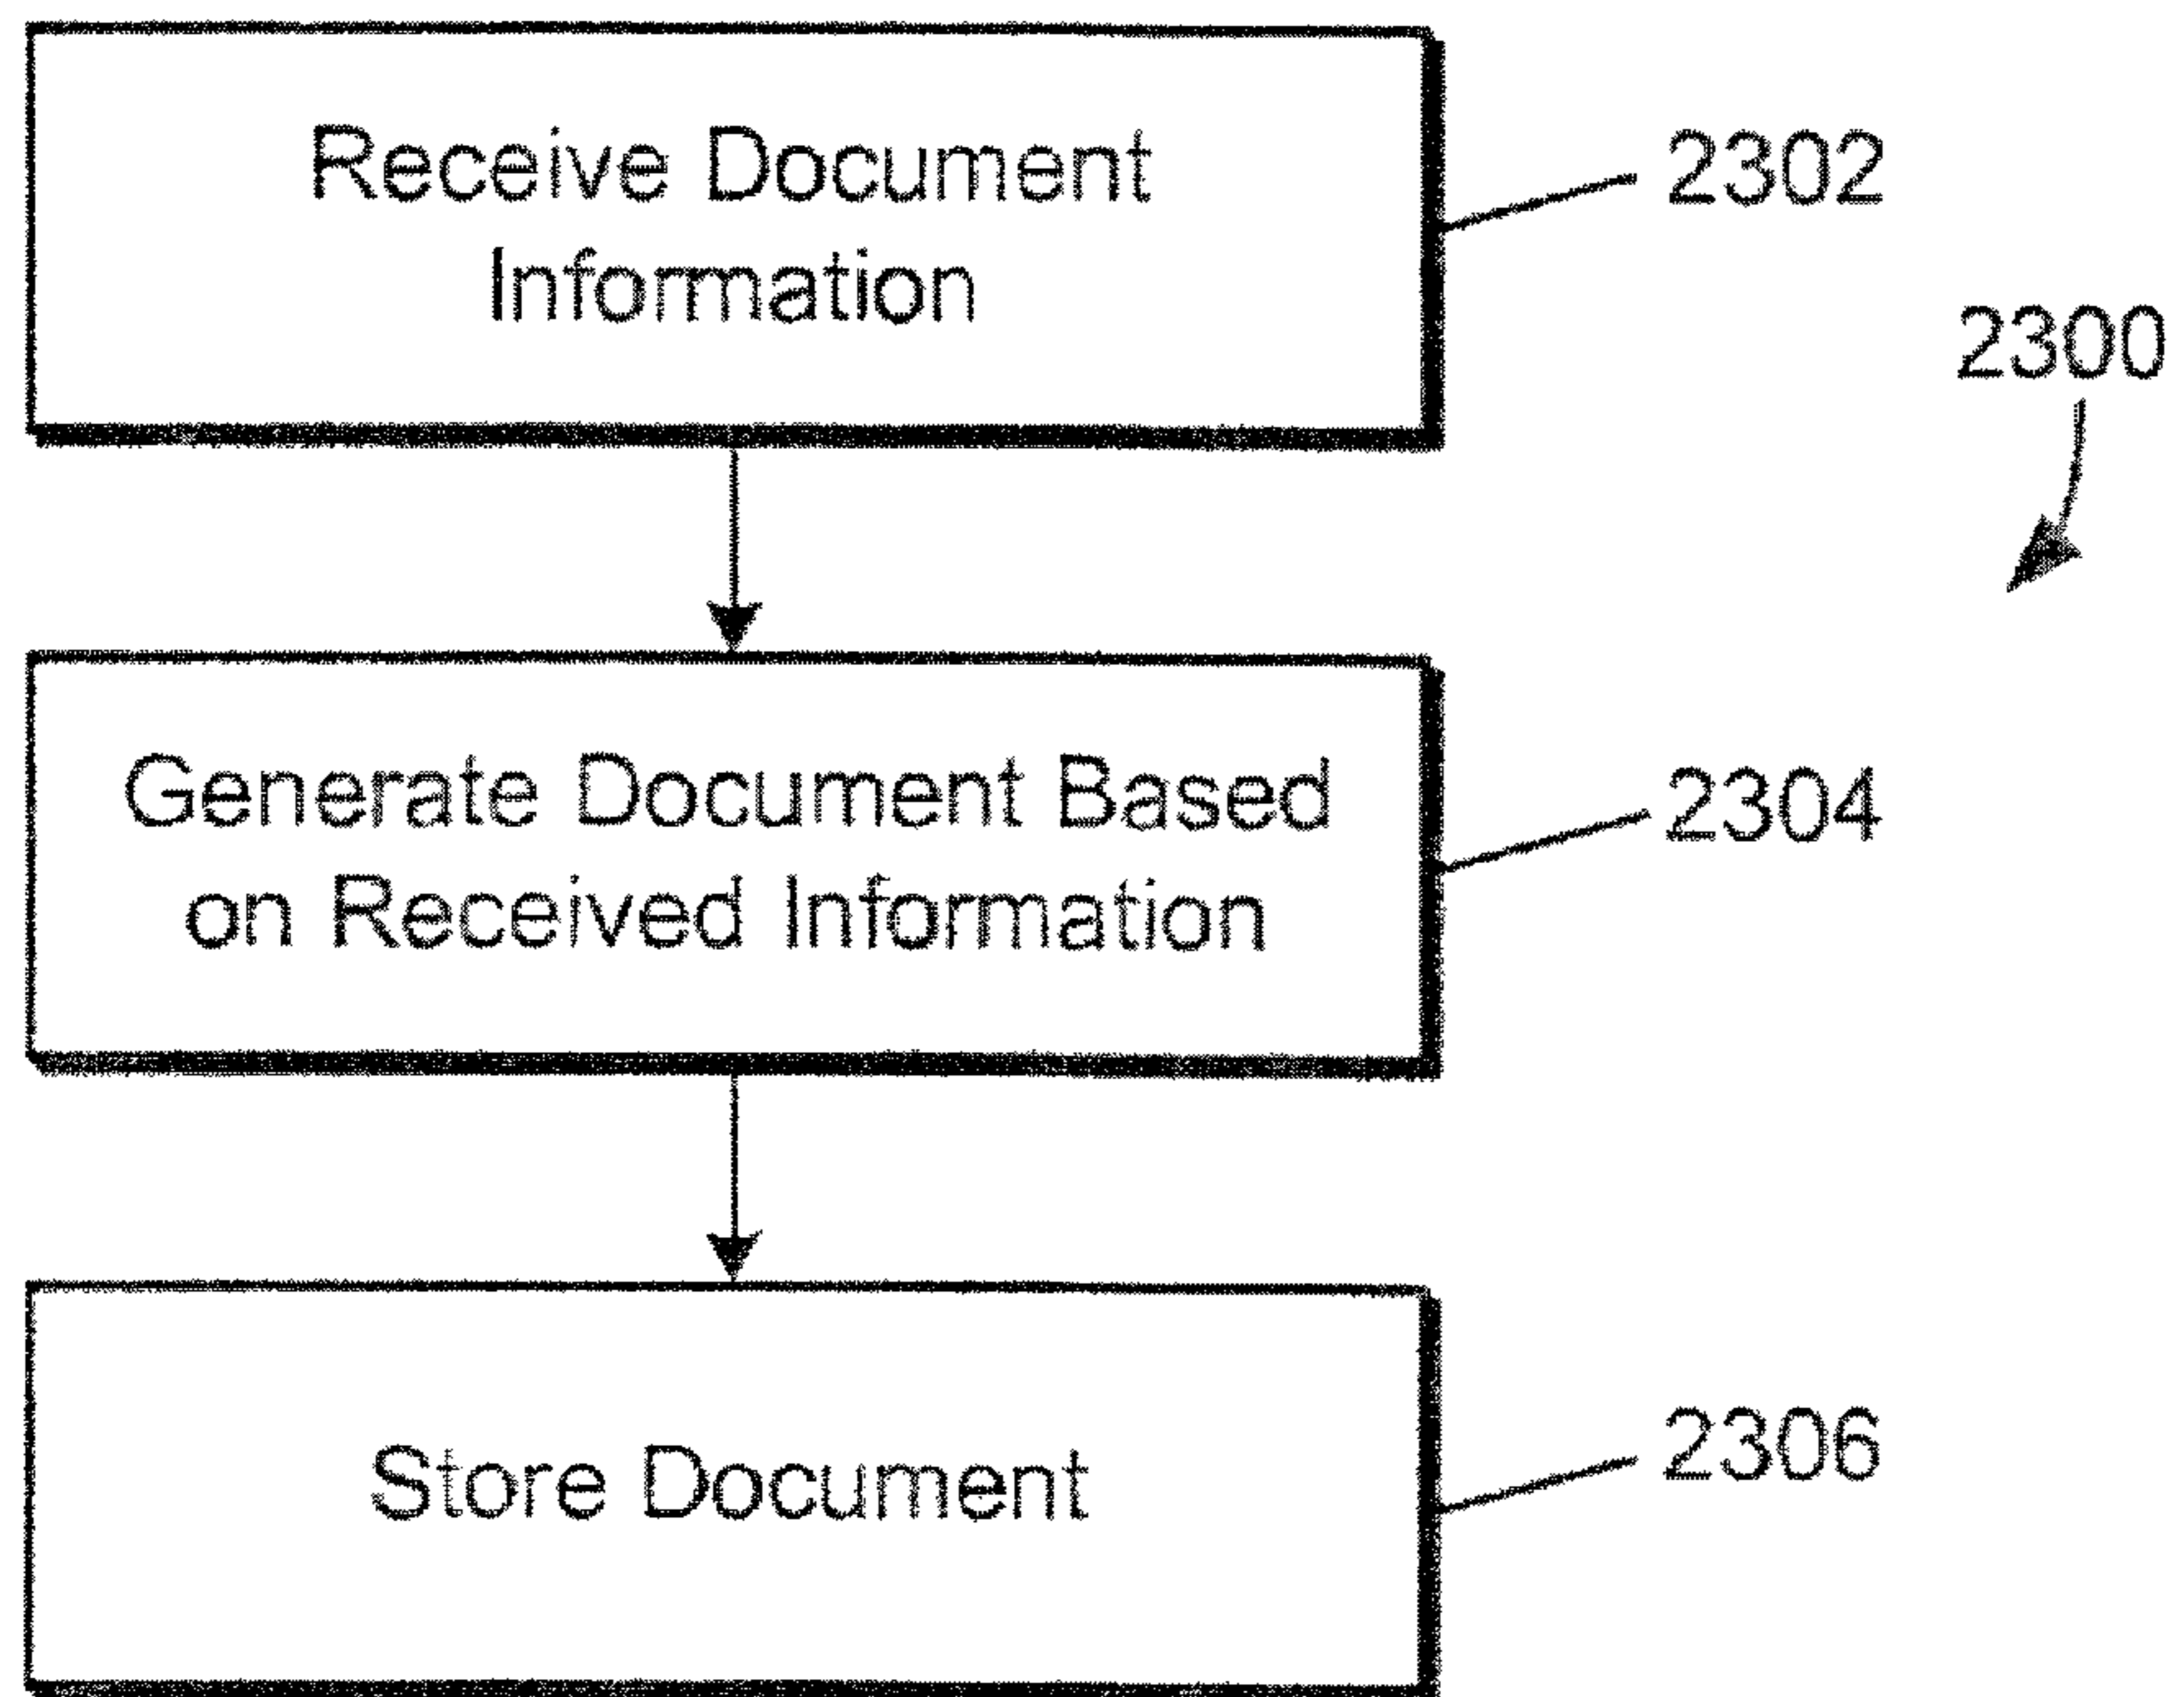 Receive Document
Information
2302
2300
Generate Document Based
on Received Information
2304
Store Document
2306